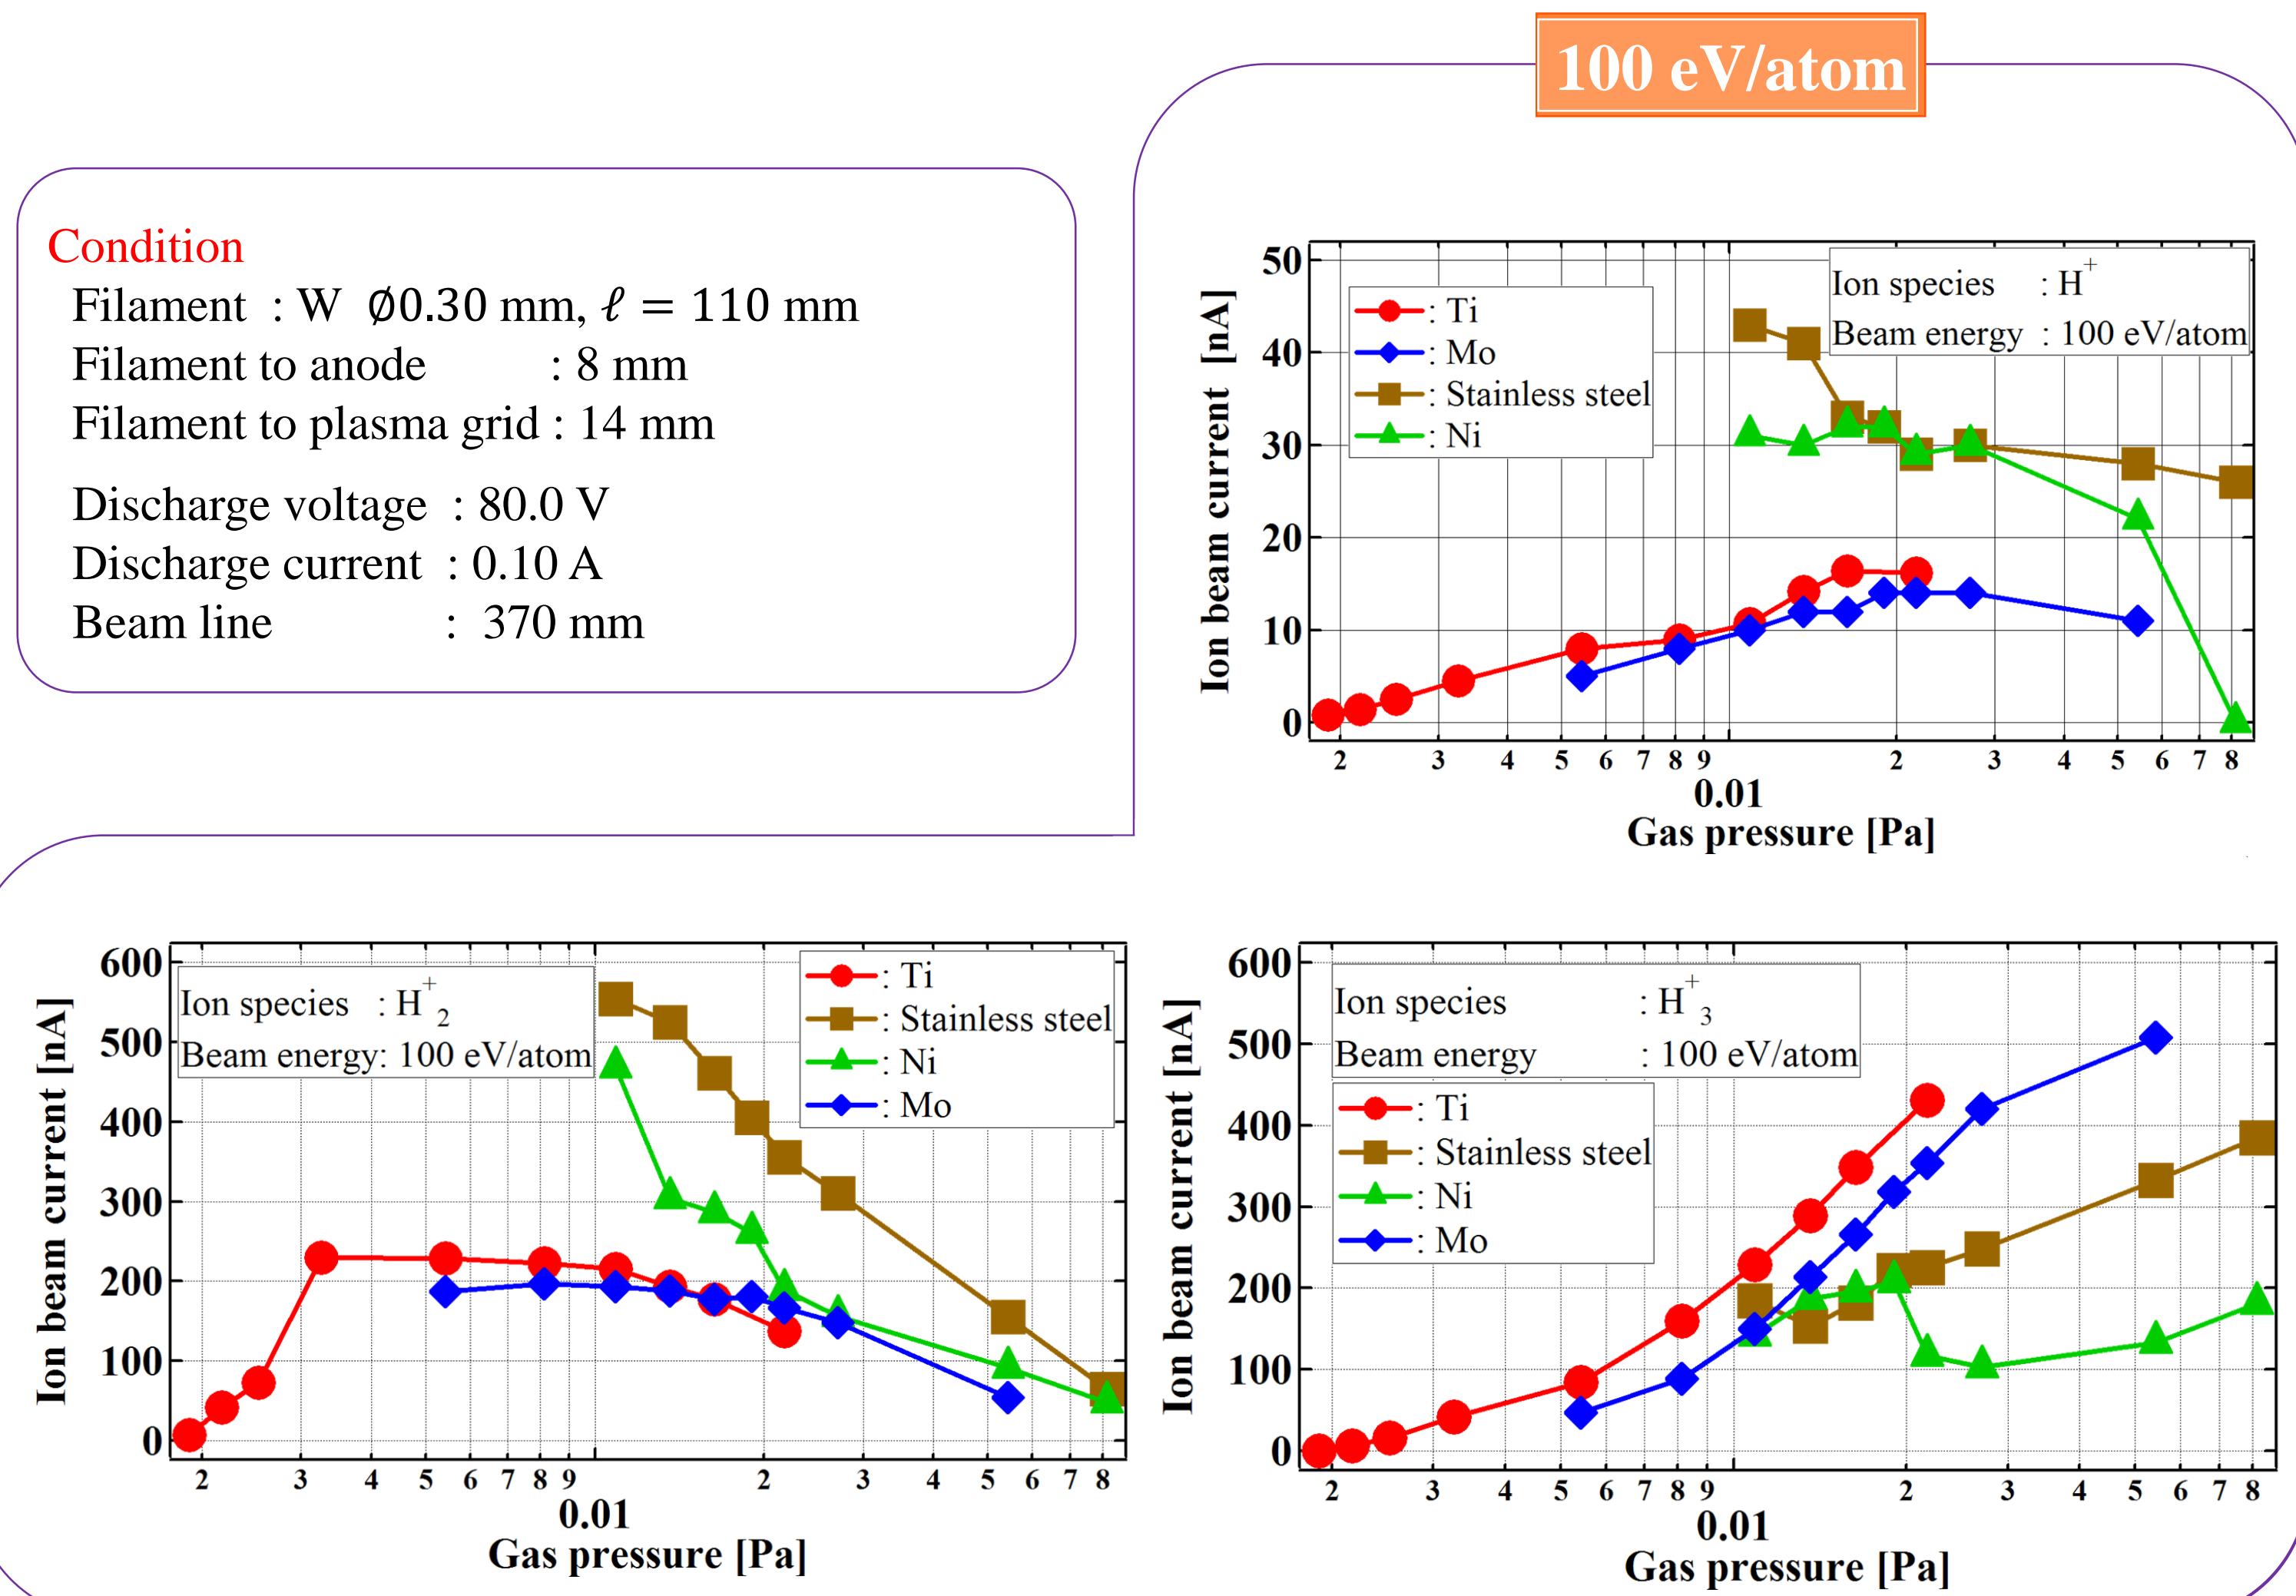 100 eV/atom
Condition
Filament : W ∅0.30 mm, ℓ = 110 mm
Filament to anode : 8 mm
Filament to plasma grid : 14 mm
Discharge voltage : 80.0 V
Discharge current : 0.10 A
Beam line : 370 mm
Ion beam current [nA]
50
40
30
20
10
0
: Ti
: Mo
: Stainless steel
: Ni
Ion species : H+
Beam energy : 100 eV/atom
2 3 4 5 6 7 8 9 2 3 4 5 6 7 8
0.01
Gas pressure [Pa]
Ion beam current [nA]
600
500
400
300
200
100
0
Ion species : H+2
Beam energy: 100 eV/atom
: Ti
: Stainless steel
: Ni
: Mo
2 3 4 5 6 7 8 9 2 3 4 5 6 7 8
0.01
Gas pressure [Pa]
Ion beam current [nA]
600
500
400
300
200
100
0
Ion species : H+3
Beam energy : 100 eV/atom
: Ti
: Stainless steel
: Ni
: Mo
2 3 4 5 6 7 8 9 2 3 4 5 6 7 8
0.01
Gas pressure [Pa]